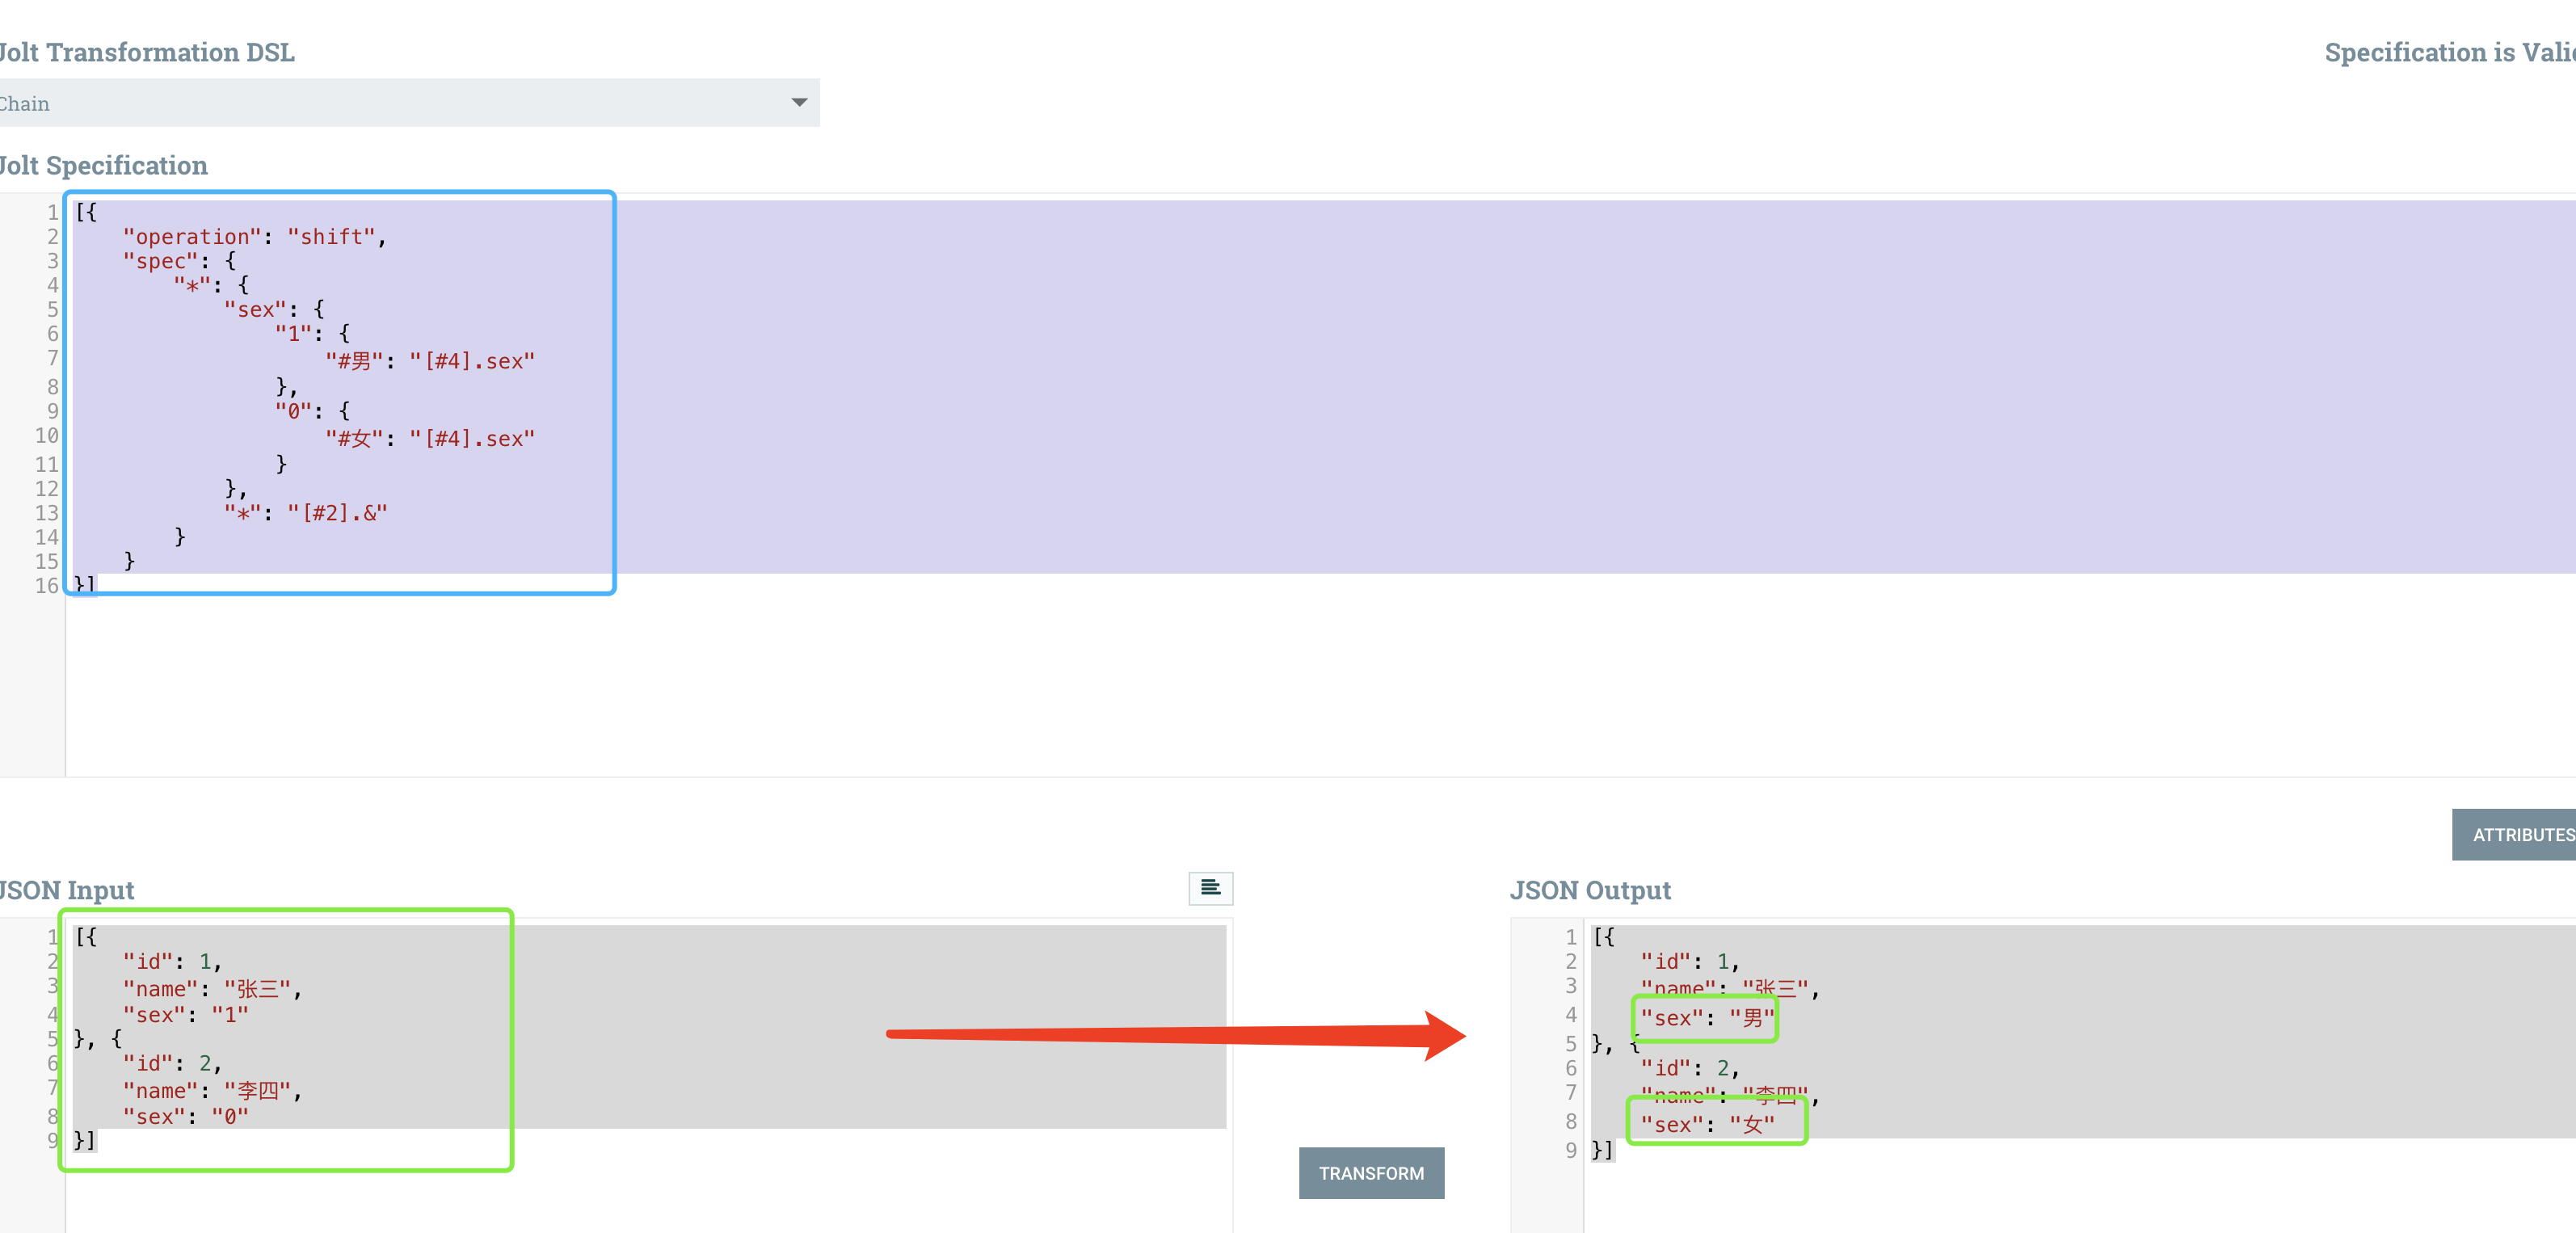 Jolt Transformation DSL
Specification is Vali
Chain
Jolt Specification
1 [{
2 "operation": "shift",
3 "spec": {
4 "*": {
5 "sex": {
6 "1": {
7 "#男": "[#4].sex"
8 },
9 "0": {
10 "#女": "[#4].sex"
11 }
12 },
13 "*": "[#2].&"
14 }
15 }
16 }]
ATTRIBUTES
JSON Input
1 [{
2 "id": 1,
3 "name": "张三",
4 "sex": "1"
5 }, {
6 "id": 2,
7 "name": "李四",
8 "sex": "0"
9 }]
TRANSFORM
JSON Output
1 [{
2 "id": 1,
3 "name": "张三",
4 "sex": "男"
5 }, {
6 "id": 2,
7 "name": "李四",
8 "sex": "女"
9 }]